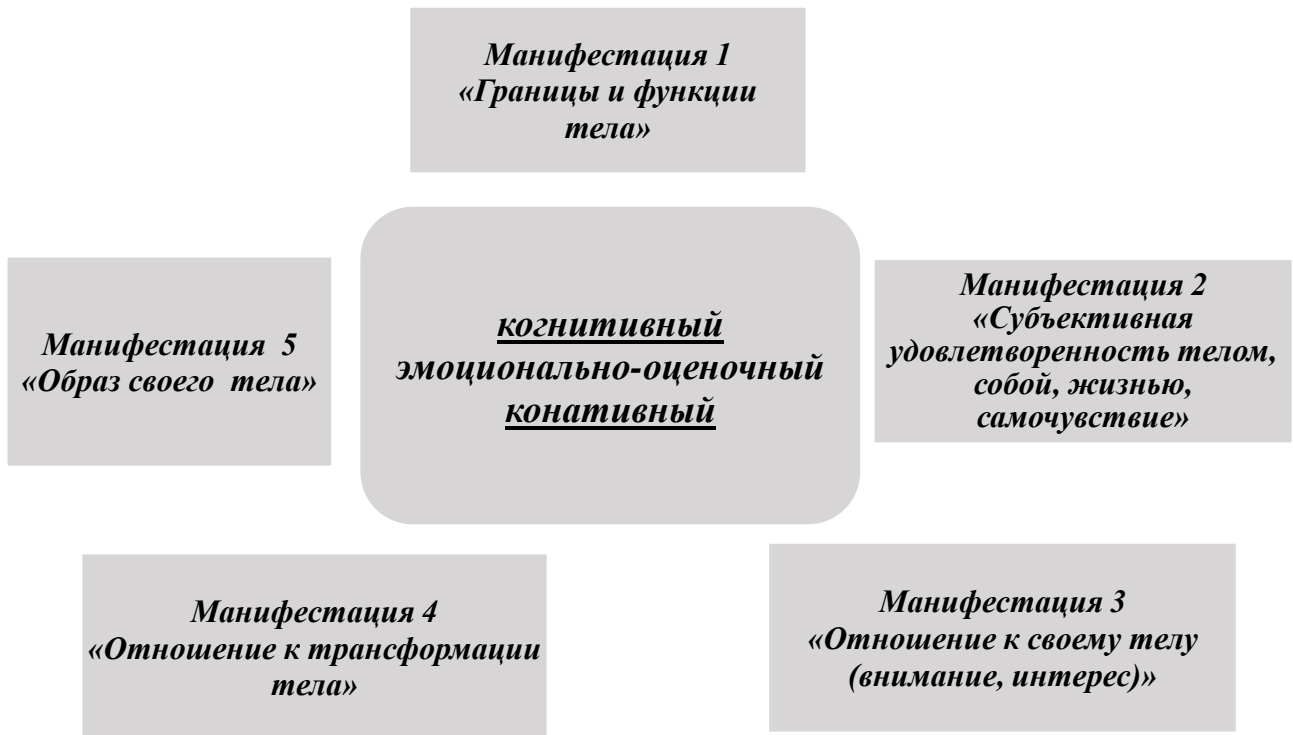 Манифестация 1
«Границы и функции
тела»
Манифестация 2
«Субъективная
удовлетворенность телом,
собой, жизнью,
самочувствие»
когнитивный
эмоционально-оценочный
конативный
Манифестация 5
«Образ своего тела»
Манифестация 4
«Отношение к трансформации
тела»
Манифестация 3
«Отношение к своему телу
(внимание, интерес)»